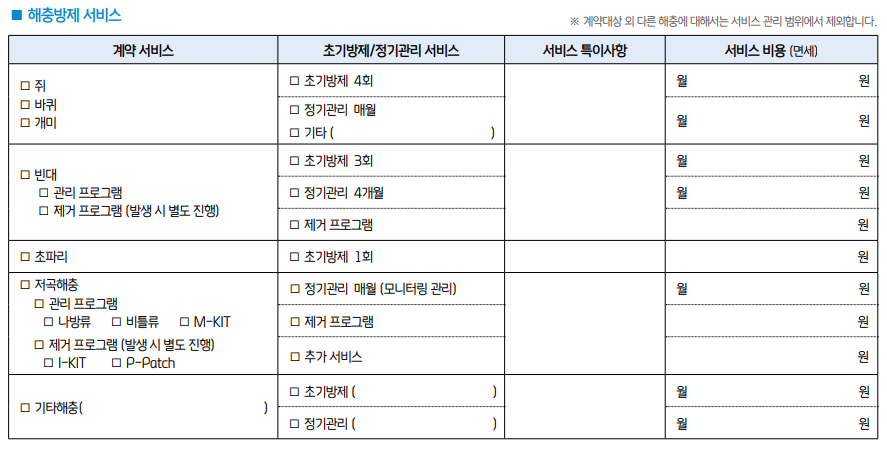 ■ 해충방제 서비스
※ 계약대상 외 다른 해충에 대해서는 서비스 관리 범위에서 제외합니다.
계약 서비스 초기방제/정기관리 서비스 서비스 특이사항 서비스 비용 (면세)
□ 쥐
□ 바퀴
□ 개미
□ 초기방제 4회
월 원
□ 정기관리 매월
□ 기타 ( )
월 원
□ 빈대
□ 관리 프로그램
□ 제거 프로그램 (발생 시 별도 진행)
□ 초기방제 3회
월 원
□ 정기관리 4개월
월 원
□ 제거 프로그램
원
□ 초파리
□ 초기방제 1회
원
□ 저곡해충
□ 관리 프로그램
□ 나방류 □ 비틀류 □ M-KIT
□ 제거 프로그램 (발생 시 별도 진행)
□ I-KIT □ P-Patch
□ 정기관리 매월 (모니터링 관리)
월 원
□ 제거 프로그램
원
□ 추가 서비스
원
□ 기타해충( )
□ 초기방제 ( )
월 원
□ 정기관리 ( )
월 원